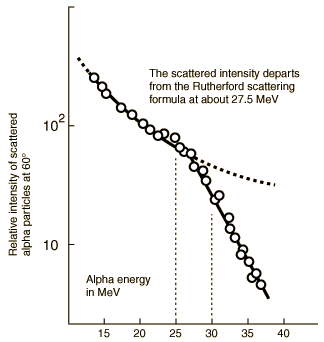 The scattered intensity departs
from the Rutherford scattering
formula at about 27.5 MeV
Relative intensity of scattered
alpha particles at 60°
10²
10
Alpha energy
in MeV
15 20 25 30 35 40